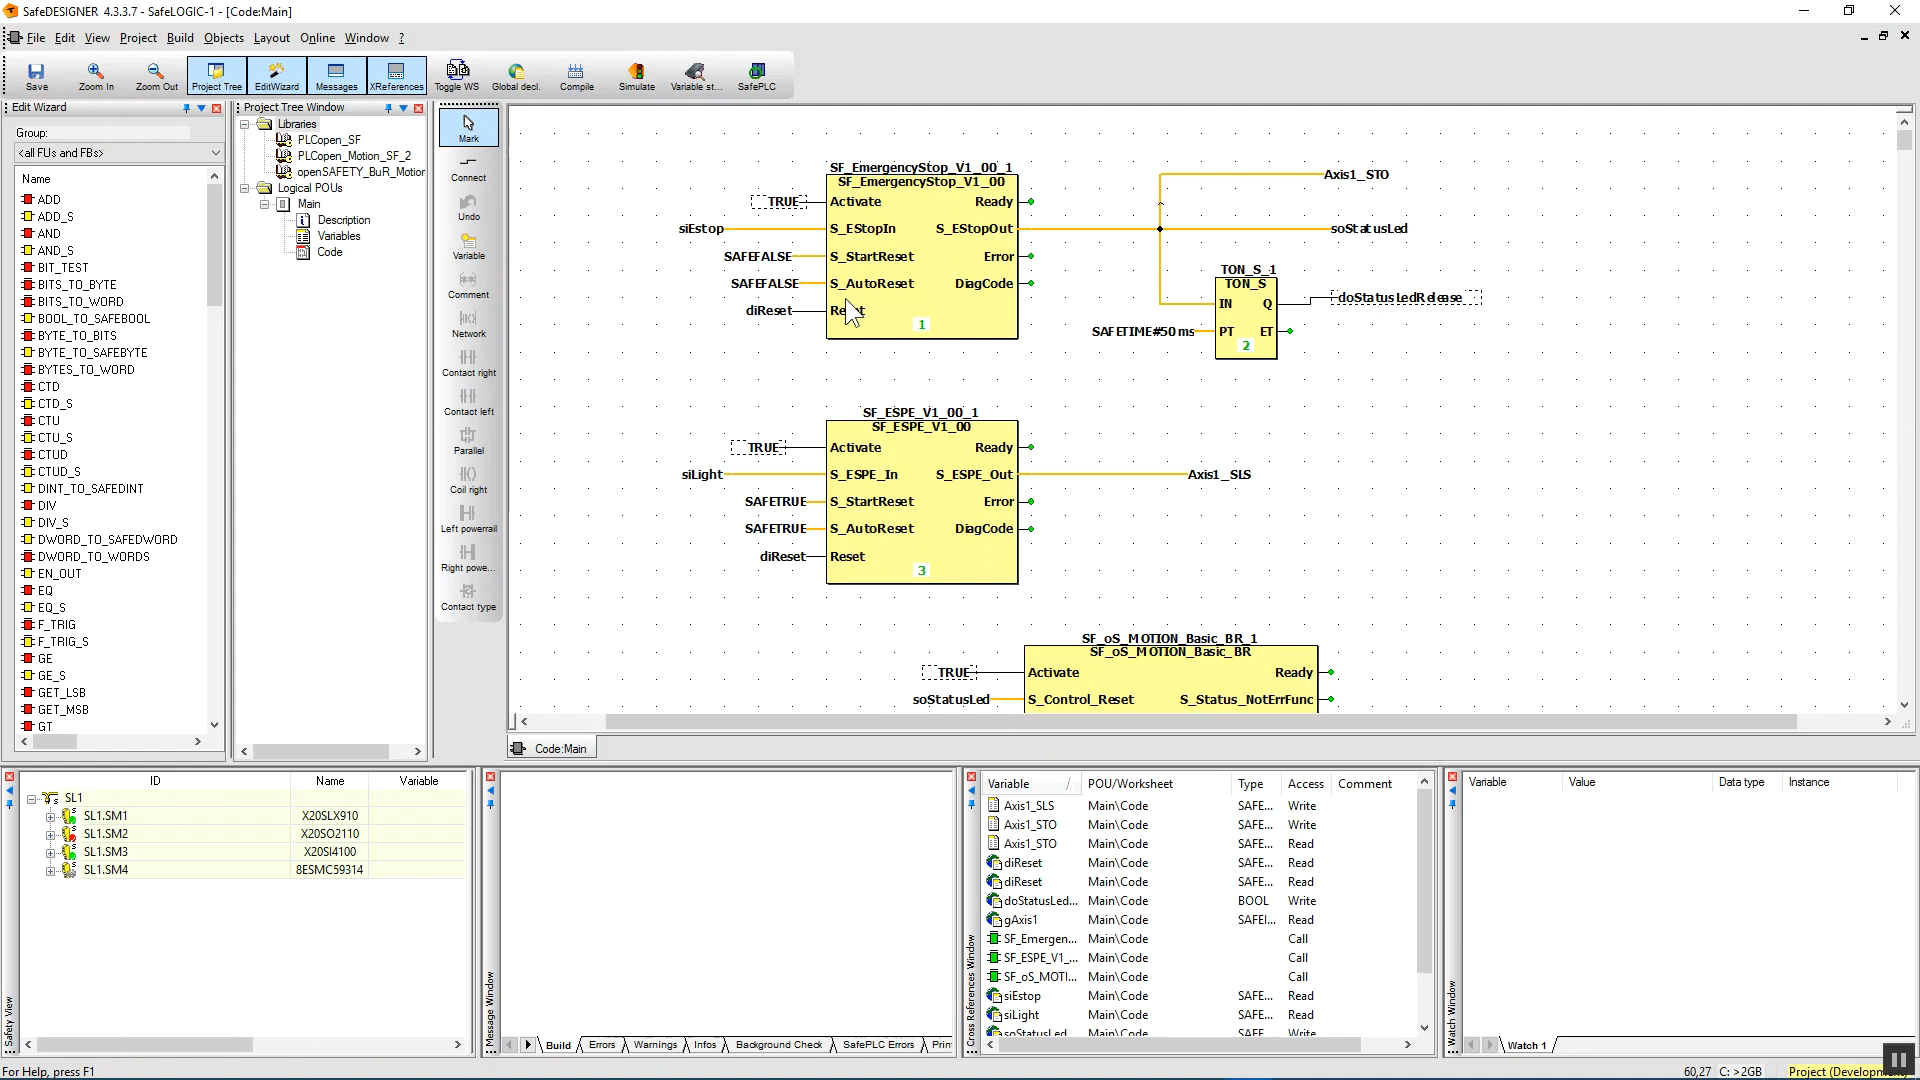 SafeDESIGNER  4.3.3.7 - SafeLOGIC-1 - [Code:Main]
File Edit View Project Build Objects Layout Online Window ?
Save Zoom In Zoom Out Project Tree EditWizard Messages XReferences Toggle WS Global decl. Compile Simulate Variable st... SafePLC
Edit Wizard
Group:
<all FUs and FBs>
Name
ADD
ADD_S
AND
AND_S
BIT_TEST
BITS_TO_BYTE
BITS_TO_WORD
BOOL_TO_SAFEBOOL
BYTE_TO_BITS
BYTE_TO_SAFEBYTE
BYTES_TO_WORD
CTD
CTD_S
CTU
CTU_S
CTUD
CTUD_S
DINT_TO_SAFEDINT
DIV
DIV_S
DWORD_TO_SAFEDWORD
DWORD_TO_WORDS
EN_OUT
EQ
EQ_S
F_TRIG
F_TRIG_S
GE
GE_S
GET_LSB
GET_MSB
GT
Project Tree Window
Libraries
PLCopen_SF
PLCopen_Motion_SF_2
openSAFETY_BuR_Motior
Logical POUs
Main
Description
Variables
Code
Mark
Connect
Undo
Variable
Comment
Network
Contact right
Contact left
Parallel
Coil right
Left powerrail
Right powe...
Contact type
SF_EmergencyStop_V1_00_1
SF_EmergencyStop_V1_00
TRUE Activate Ready
siEstop S_EStopIn S_EStopOut
SAFEFALSE S_StartReset Error
SAFEFALSE S_AutoReset DiagCode
diReset Reset
1
Axis1_STO
soStatusLed
TON_S_1
TON_S
IN Q doStatusLedRelease
SAFETIME#50 ms PT ET
2
SF_ESPE_V1_00_1
SF_ESPE_V1_00
TRUE Activate Ready
siLight S_ESPE_In S_ESPE_Out Axis1_SLS
SAFETRUE S_StartReset Error
SAFETRUE S_AutoReset DiagCode
diReset Reset
3
SF_oS_MOTION_Basic_BR_1
SF_oS_MOTION_Basic_BR
TRUE Activate Ready
soStatusLed S_Control_Reset S_Status_NotErrFunc
Code:Main
Safety View
ID Name Variable
SL1
SL1.SM1 X20SLX910
SL1.SM2 X20SO2110
SL1.SM3 X20SI4100
SL1.SM4 8ESMC59314
Message Window
Build Errors Warnings Infos Background Check SafePLC Errors Prin
Cross References Window
Variable POU/Worksheet Type Access Comment
Axis1_SLS Main\Code SAFE... Write
Axis1_STO Main\Code SAFE... Write
Axis1_STO Main\Code SAFE... Read
diReset Main\Code SAFE... Read
diReset Main\Code SAFE... Read
doStatusLed... Main\Code BOOL Write
gAxis1 Main\Code SAFEI... Read
SF_Emergen... Main\Code Call
SF_ESPE_V1_... Main\Code Call
SF_oS_MOTI... Main\Code Call
siEstop Main\Code SAFE... Read
siLight Main\Code SAFE... Read
soStatusLed Main\Code SAFE Write
Watch Window
Variable Value Data type Instance
Watch 1
For Help, press F1
60,27 C: >2GB Project (Developm